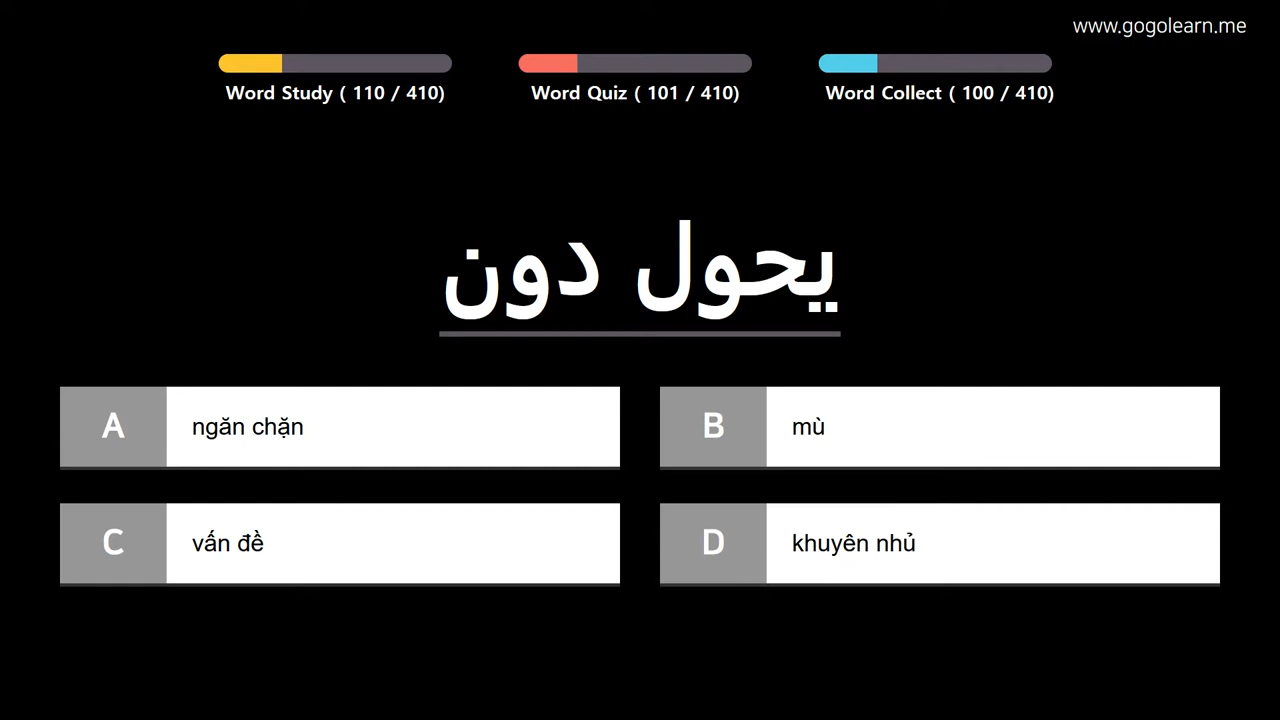 www.gogolearn.me
Word Study ( 110 / 410)
Word Quiz ( 101 / 410)
Word Collect ( 100 / 410)
يحول دون
A ngăn chặn
B mù
C vấn đề
D khuyên nhủ